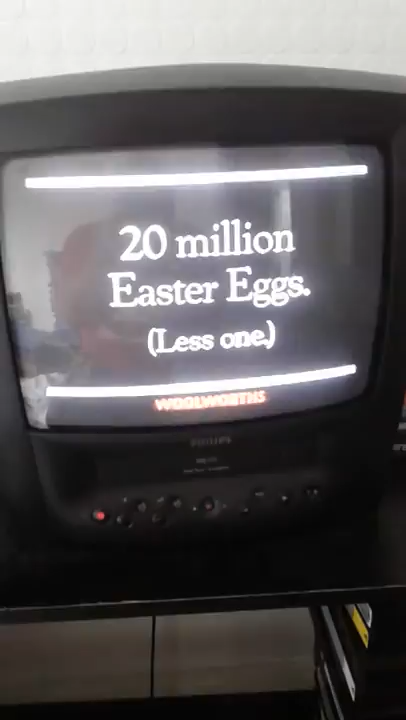 20 million
Easter Eggs.
(Less one.)
WOOLWORTHS
PHILIPS